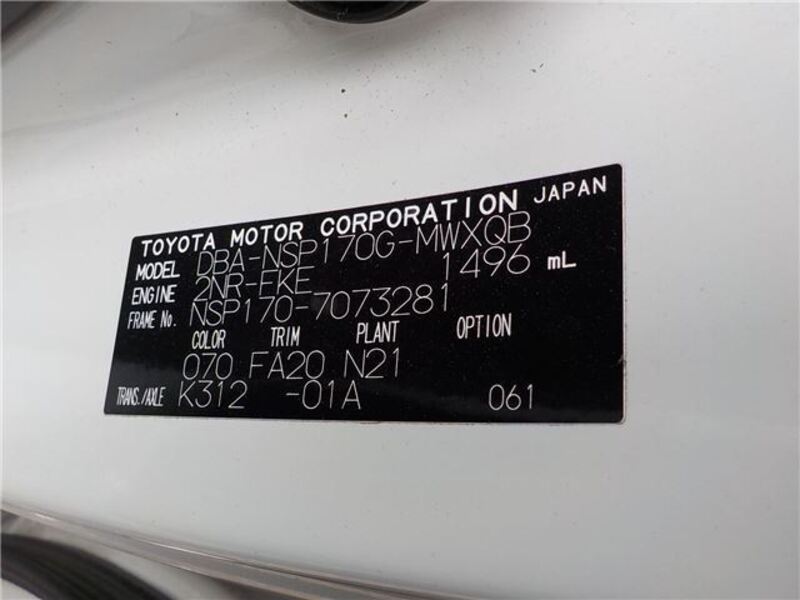 TOYOTA MOTOR CORPORATION JAPAN
MODEL DBA-NSP170G-MWXQB
ENGINE 2NR-FKE 1496 mL
FRAME No. NSP170-7073281
COLOR TRIM PLANT OPTION
070 FA20 N21
TRANS./AXLE K312 -01A 061